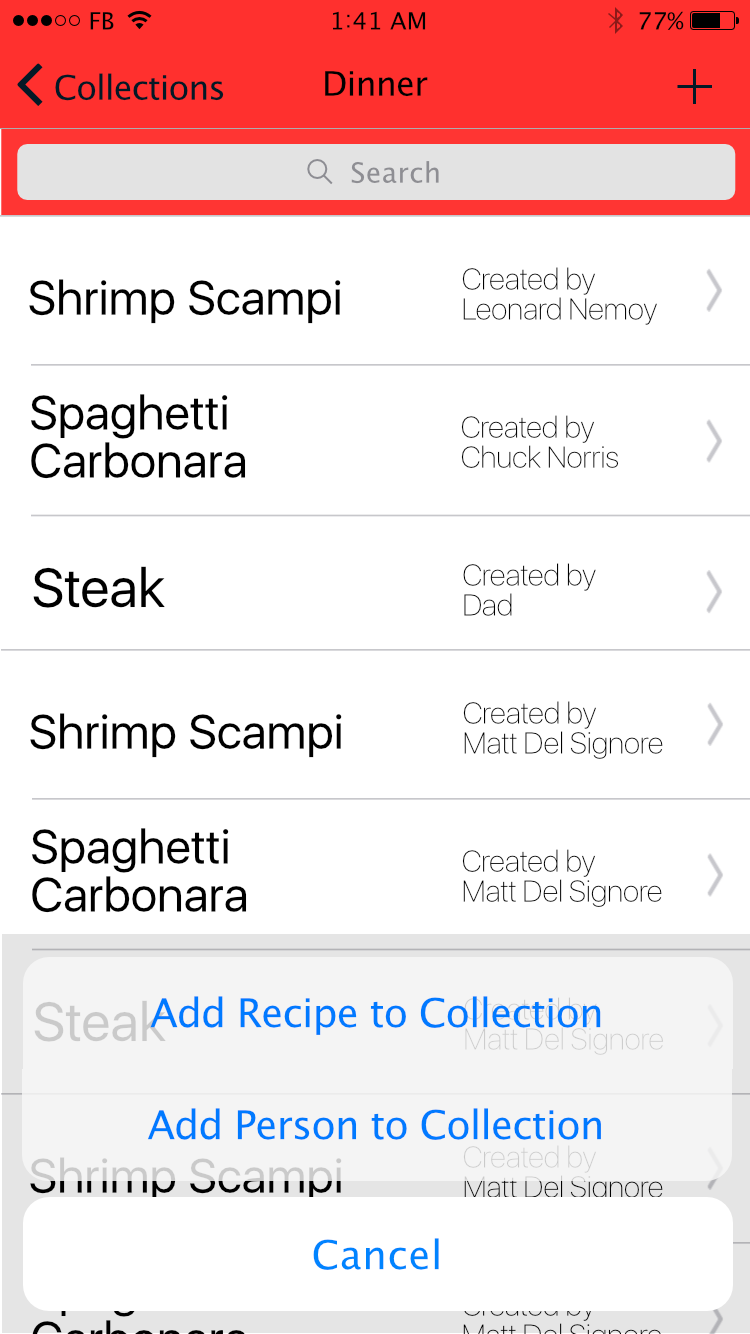 FB 1:41 AM 77%
Collections Dinner
Search
Shrimp Scampi
Created by
Leonard Nemoy
Spaghetti
Carbonara
Created by
Chuck Norris
Steak
Created by
Dad
Shrimp Scampi
Created by
Matt Del Signore
Spaghetti
Carbonara
Created by
Matt Del Signore
Steak
Created by
Matt Del Signore
Add Recipe to Collection
Add Person to Collection
Shrimp Scampi
Created by
Matt Del Signore
Cancel
Carbonara
Created by
Matt Del Signore